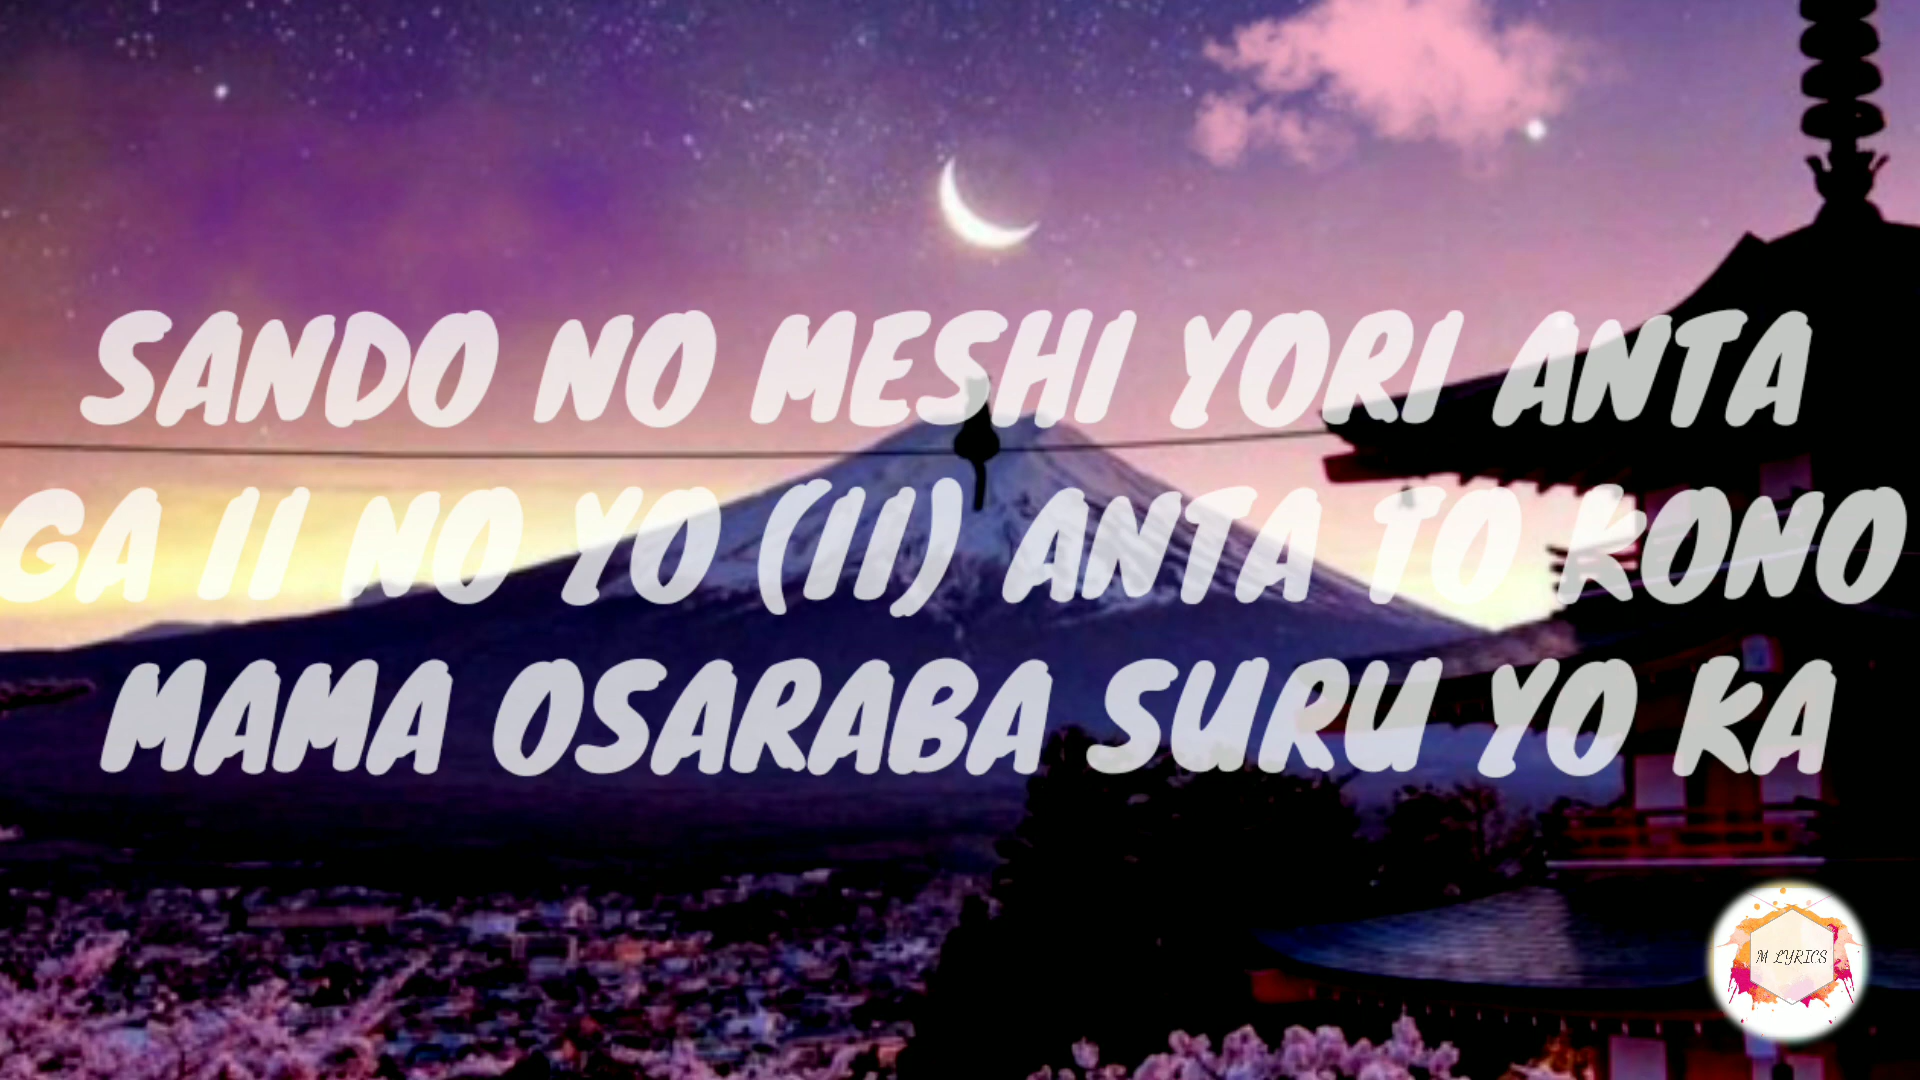 SANDO NO MESHI YORI ANTA
GA II NO YO (II) ANTA TO KONO
MAMA OSARABA SURU YO KA
M LYRICS